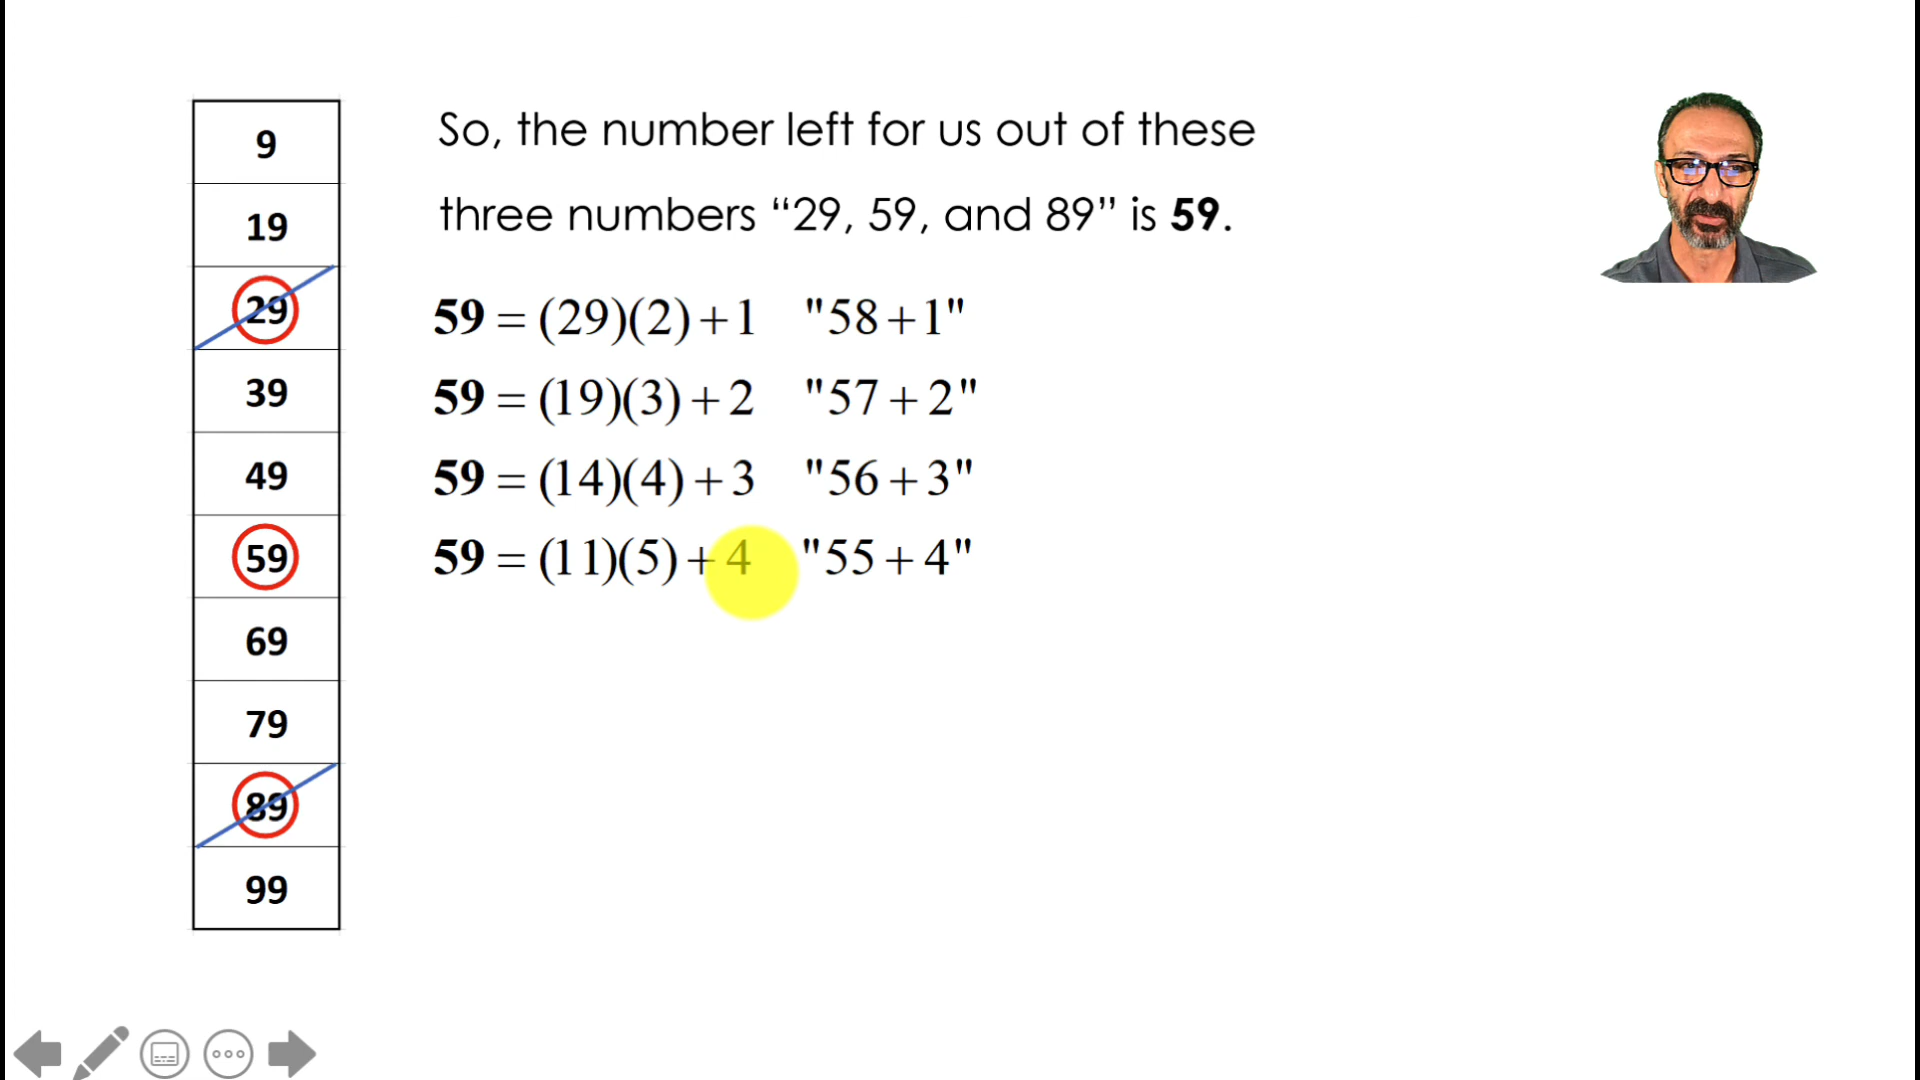 9
19
29
39
49
59
69
79
89
99
So, the number left for us out of these
three numbers “29, 59, and 89” is 59.
59 = (29)(2) + 1 "58 + 1"
59 = (19)(3) + 2 "57 + 2"
59 = (14)(4) + 3 "56 + 3"
59 = (11)(5) + 4 "55 + 4"